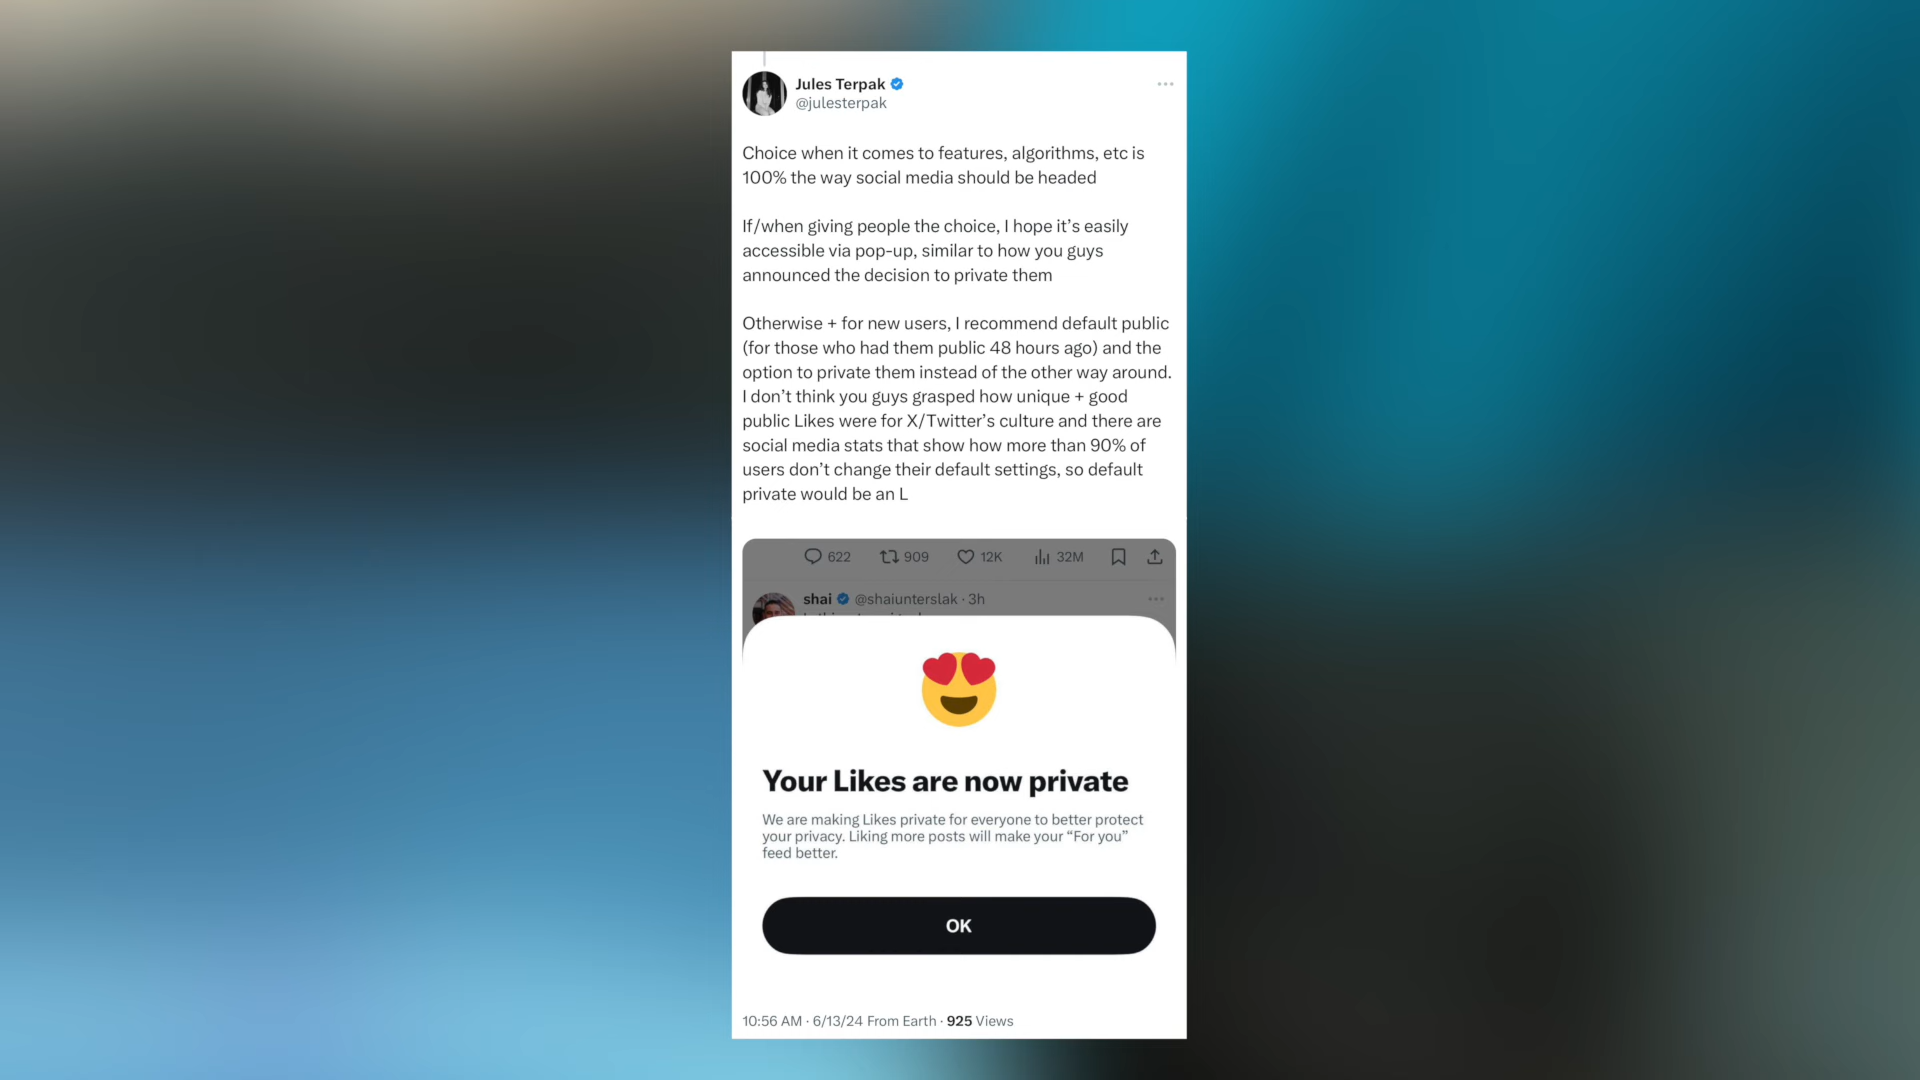 Jules Terpak
@julesterpak
Choice when it comes to features, algorithms, etc is
100% the way social media should be headed
If/when giving people the choice, I hope it’s easily
accessible via pop-up, similar to how you guys
announced the decision to private them
Otherwise + for new users, I recommend default public
(for those who had them public 48 hours ago) and the
option to private them instead of the other way around.
I don’t think you guys grasped how unique + good
public Likes were for X/Twitter’s culture and there are
social media stats that show how more than 90% of
users don’t change their default settings, so default
private would be an L
622 909 12K 32M
shai @shaiunterslak · 3h
Your Likes are now private
We are making Likes private for everyone to better protect
your privacy. Liking more posts will make your “For you”
feed better.
OK
10:56 AM · 6/13/24 From Earth · 925 Views